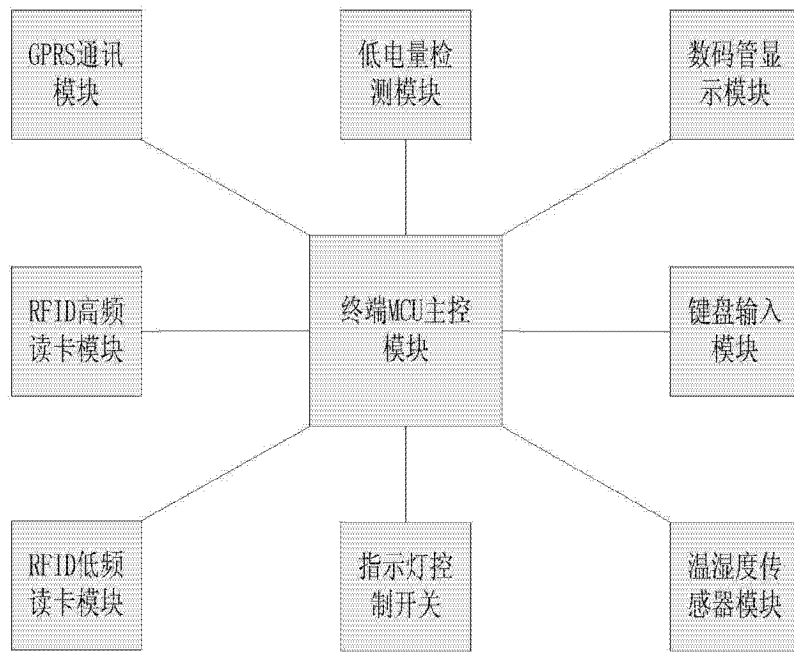 GPRS通讯
模块
低电量检
测模块
数码管显
示模块
RFID高频
读卡模块
终端MCU主控
模块
键盘输入
模块
RFID低频
读卡模块
指示灯控
制开关
温湿度传
感器模块